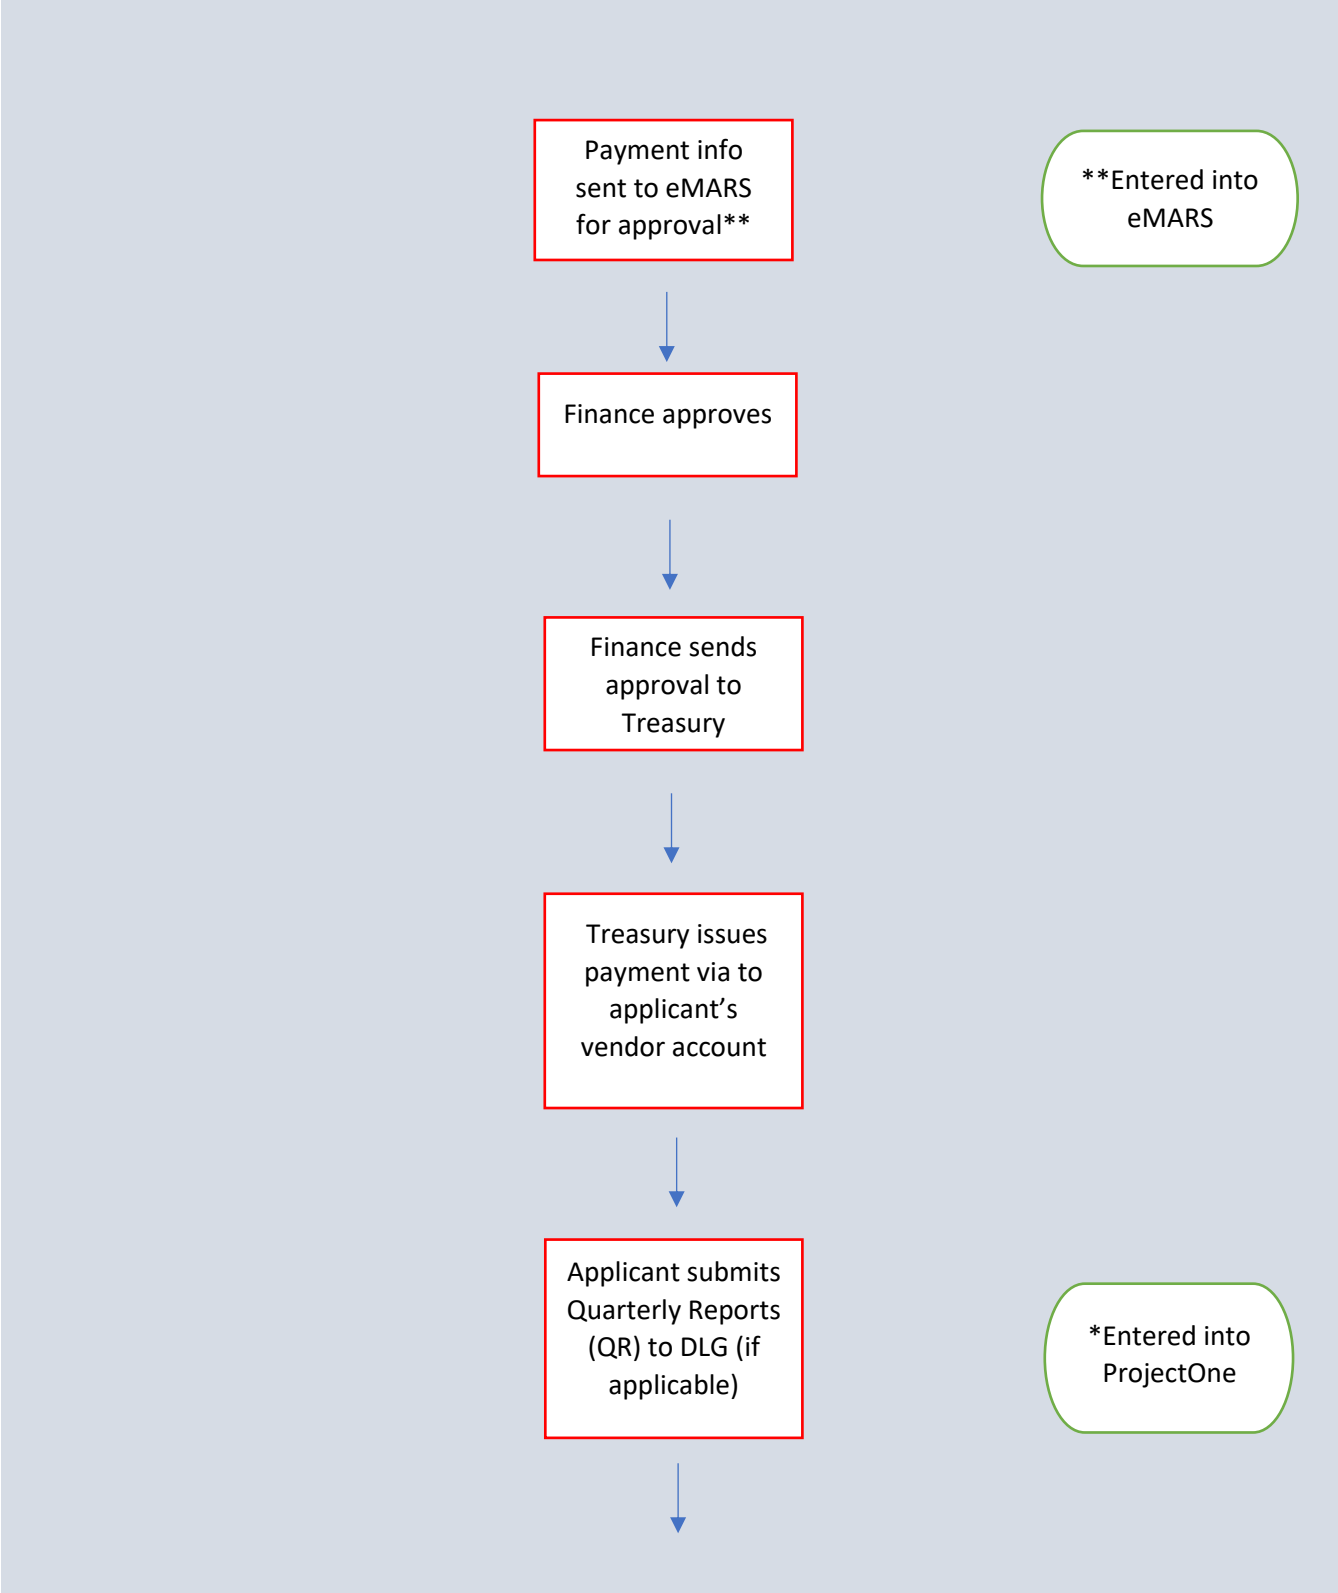 Payment info
sent to eMARS
for approval**
**Entered into
eMARS
Finance approves
Finance sends
approval to
Treasury
Treasury issues
payment via to
applicant’s
vendor account
Applicant submits
Quarterly Reports
(QR) to DLG (if
applicable)
*Entered into
ProjectOne